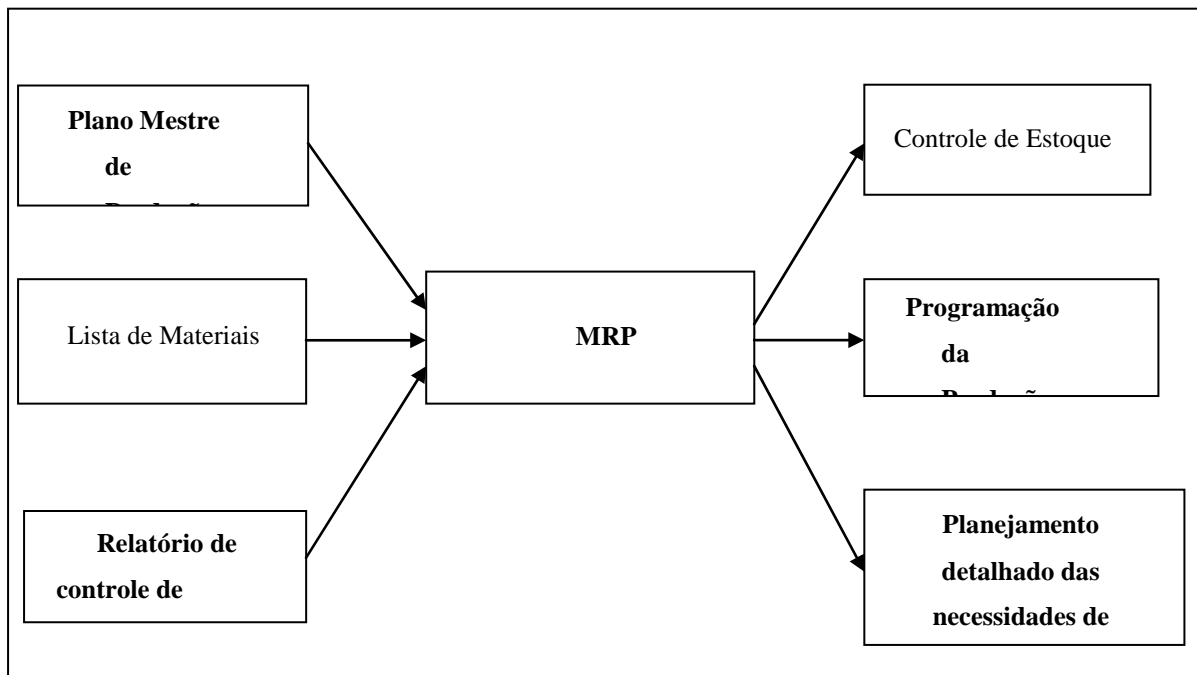 Plano Mestre
de
Lista de Materiais
Relatório de
controle de
MRP
Controle de Estoque
Programação
da
Planejamento
detalhado das
necessidades de